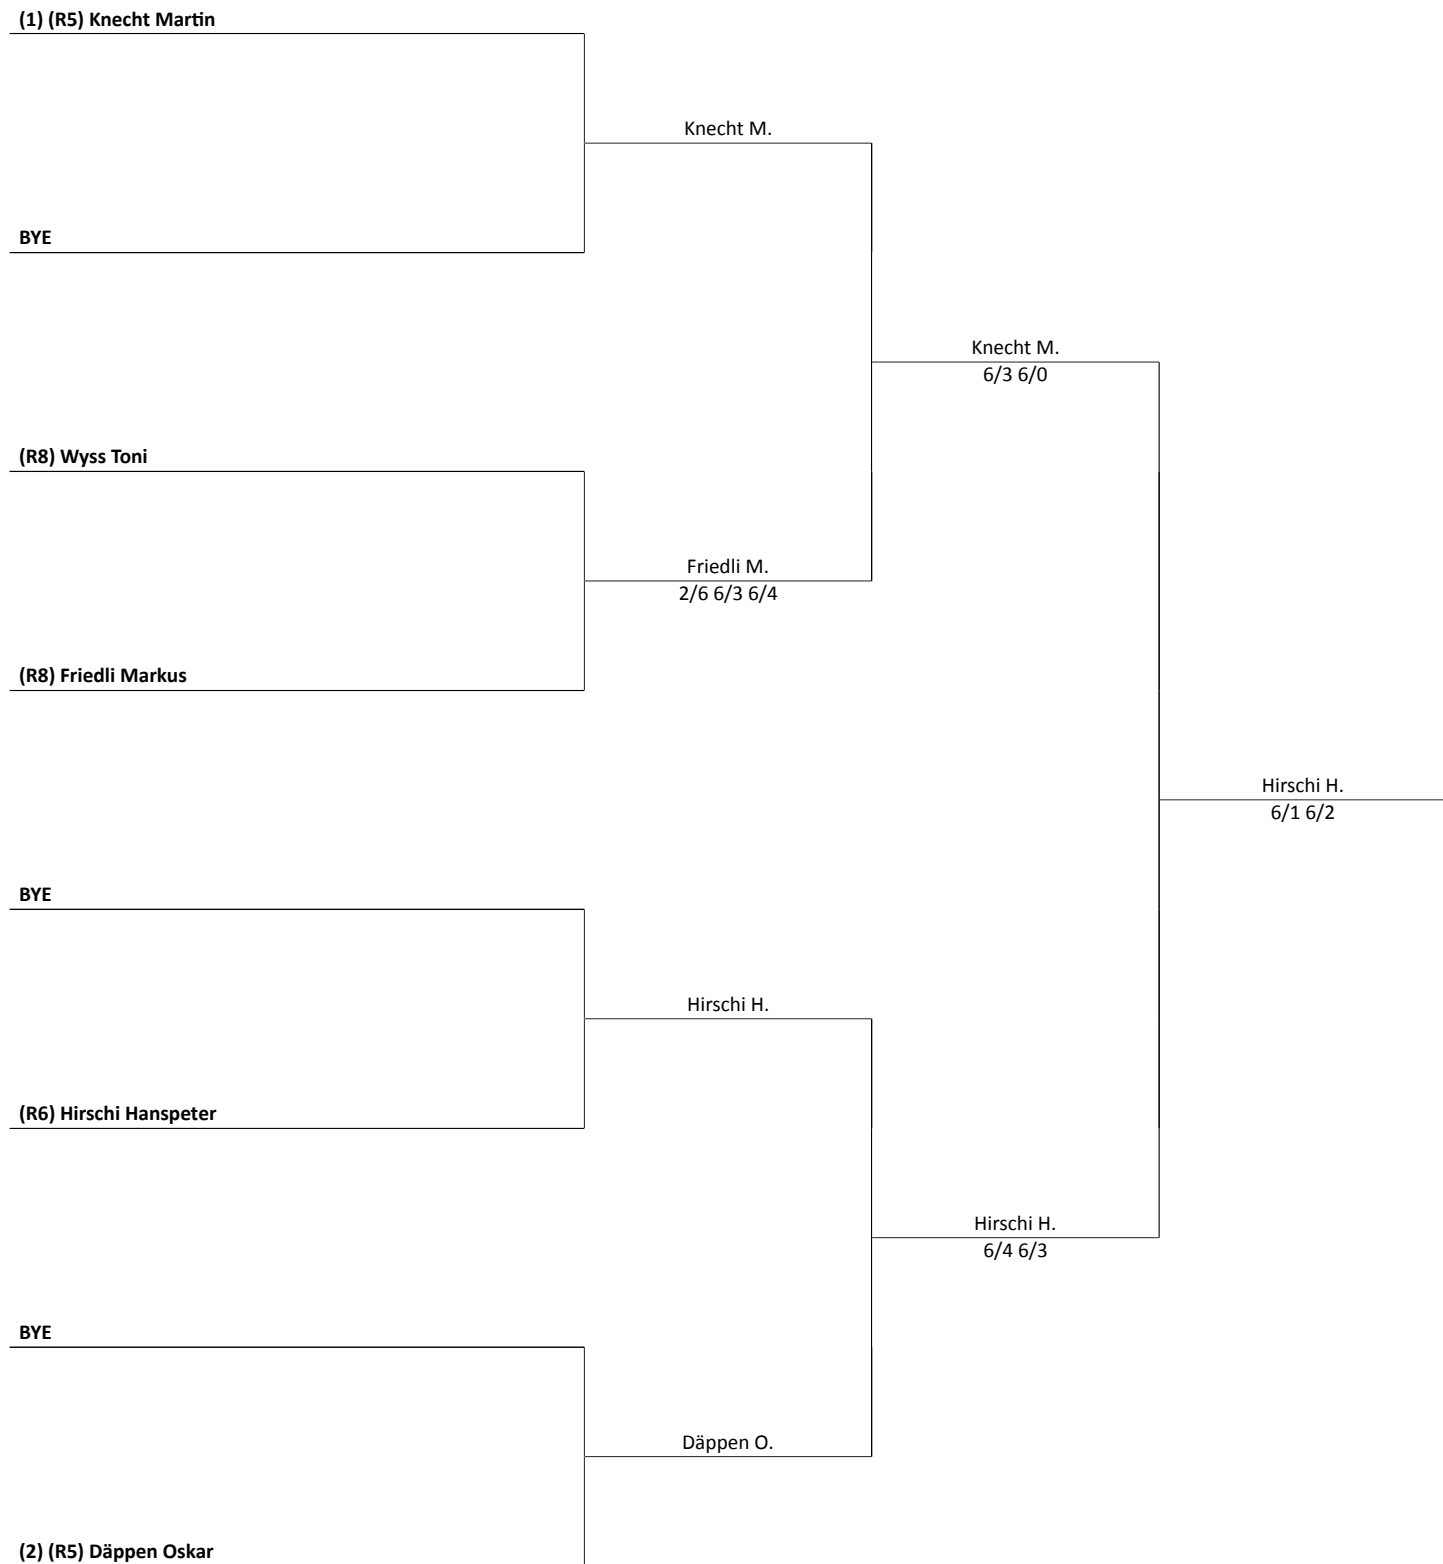 (1) (R5) Knecht Martin
Knecht M.
BYE
Knecht M.
6/3 6/0
(R8) Wyss Toni
Friedli M.
2/6 6/3 6/4
(R8) Friedli Markus
Hirschi H.
6/1 6/2
BYE
Hirschi H.
(R6) Hirschi Hanspeter
Hirschi H.
6/4 6/3
BYE
Däppen O.
(2) (R5) Däppen Oskar